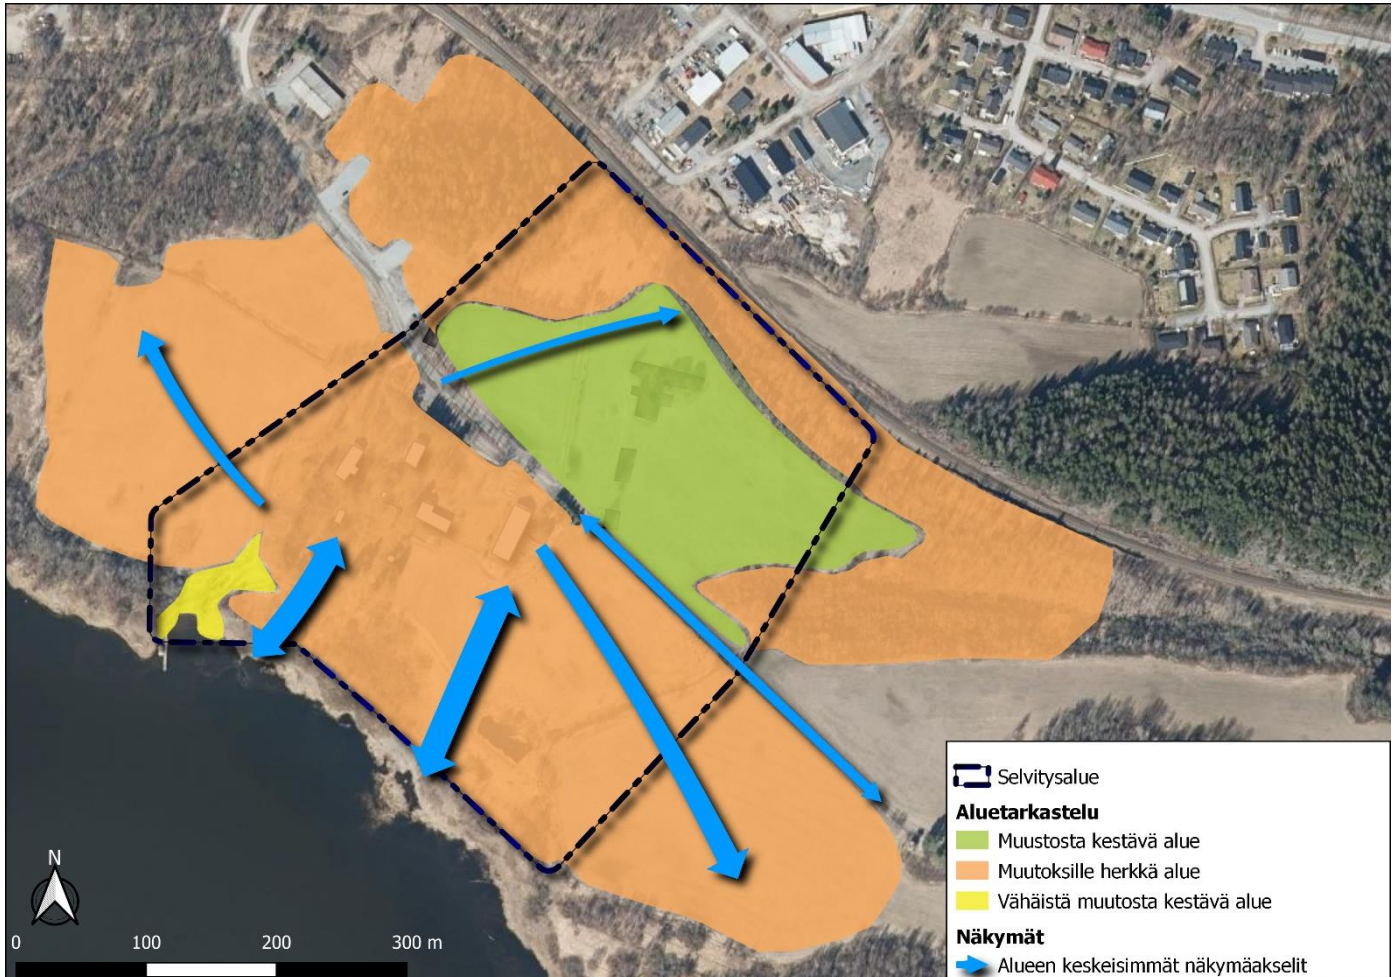 Selvitysalue
Aluetarkastelu
Muustosta kestävä alue
Muutoksille herkkä alue
Vähäistä muutosta kestävä alue
Näkymät
Alueen keskeisimmät näkymäakselit
N
0 100 200 300 m